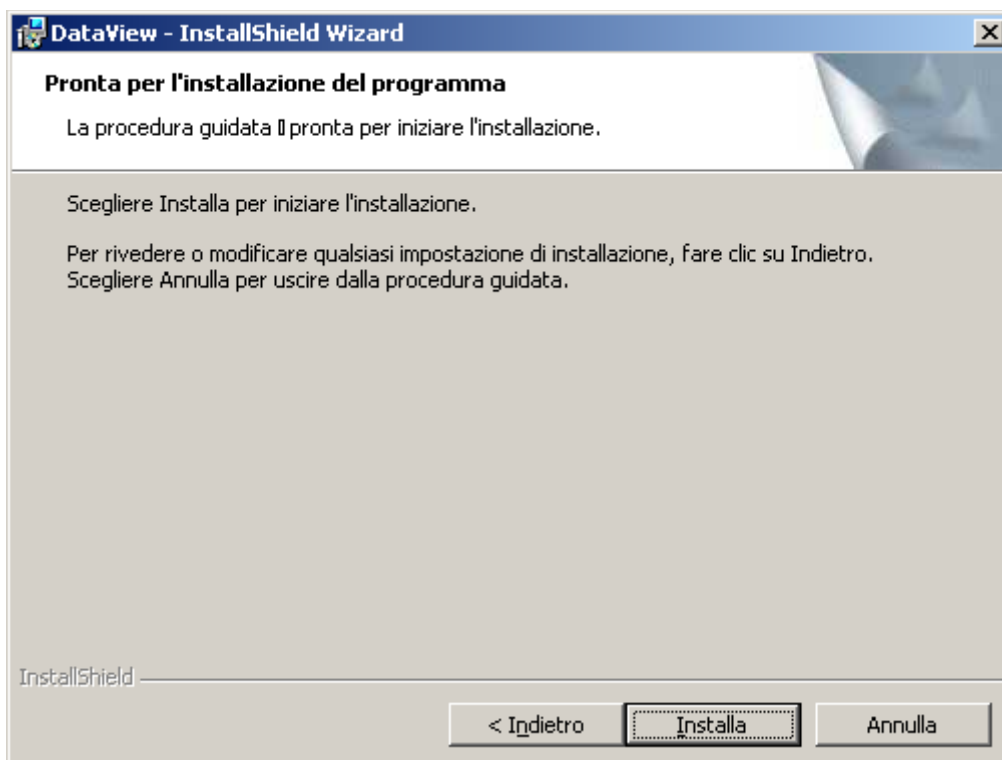 DataView - InstallShield Wizard
Pronta per l'installazione del programma
La procedura guidata ▯ pronta per iniziare l'installazione.
Scegliere Installa per iniziare l'installazione.
Per rivedere o modificare qualsiasi impostazione di installazione, fare clic su Indietro.
Scegliere Annulla per uscire dalla procedura guidata.
InstallShield
< Indietro
Installa
Annulla